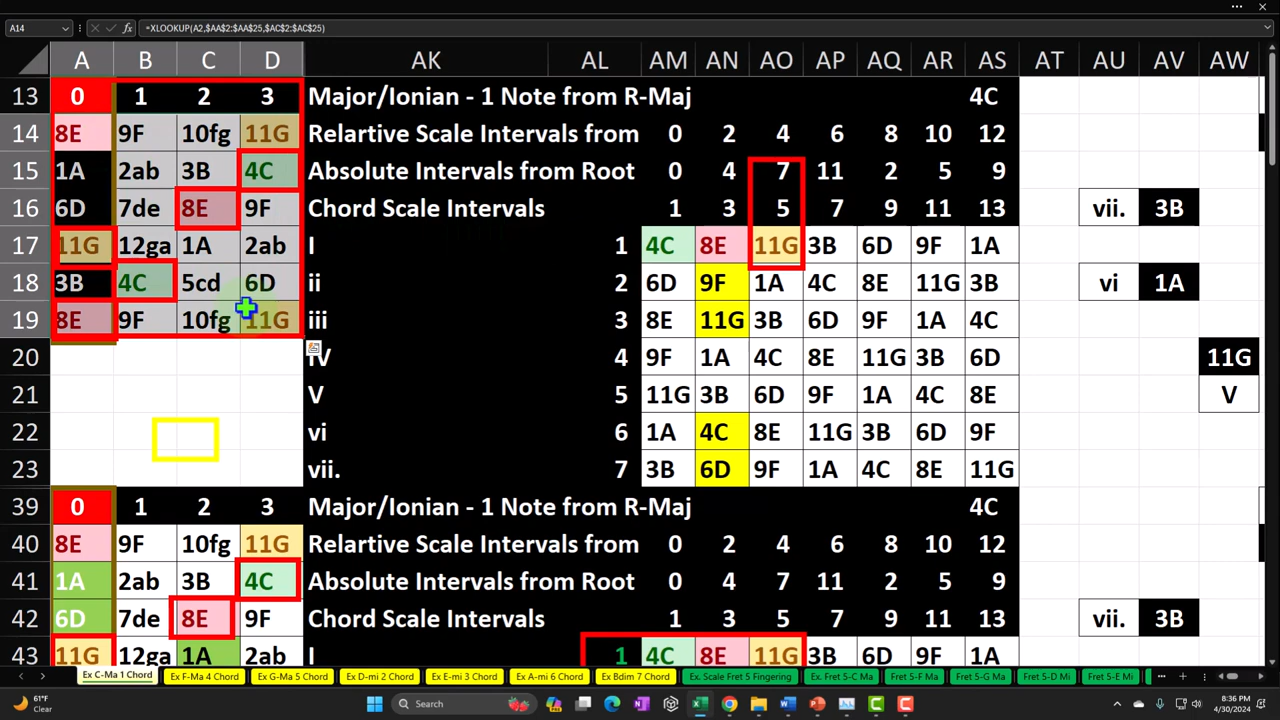 A14 fx =XLOOKUP(A2,$AA$2:$AA$25,$AC$2:$AC$25)
A B C D AK AL AM AN AO AP AQ AR AS AT AU AV AW
13 0 1 2 3 Major/Ionian - 1 Note from R-Maj 4C
14 8E 9F 10fg 11G Relartive Scale Intervals from 0 2 4 6 8 10 12
15 1A 2ab 3B 4C Absolute Intervals from Root 0 4 7 11 2 5 9
16 6D 7de 8E 9F Chord Scale Intervals 1 3 5 7 9 11 13 vii. 3B
17 11G 12ga 1A 2ab I 1 4C 8E 11G 3B 6D 9F 1A
18 3B 4C 5cd 6D ii 2 6D 9F 1A 4C 8E 11G 3B vi 1A
19 8E 9F 10fg 11G iii 3 8E 11G 3B 6D 9F 1A 4C
20 IV 4 9F 1A 4C 8E 11G 3B 6D 11G
21 V 5 11G 3B 6D 9F 1A 4C 8E V
22 vi 6 1A 4C 8E 11G 3B 6D 9F
23 vii. 7 3B 6D 9F 1A 4C 8E 11G
39 0 1 2 3 Major/Ionian - 1 Note from R-Maj 4C
40 8E 9F 10fg 11G Relartive Scale Intervals from 0 2 4 6 8 10 12
41 1A 2ab 3B 4C Absolute Intervals from Root 0 4 7 11 2 5 9
42 6D 7de 8E 9F Chord Scale Intervals 1 3 5 7 9 11 13 vii. 3B
43 11G 12ga 1A 2ab I 1 4C 8E 11G 3B 6D 9F 1A
Ex C-Ma 1 Chord Ex F-Ma 4 Chord Ex G-Ma 5 Chord Ex D-mi 2 Chord Ex E-mi 3 Chord Ex A-mi 6 Chord Ex Bdim 7 Chord Ex. Scale Fret 5 Fingering Ex. Fret 5-C Ma Fret 5-F Ma Fret 5-G Ma Fret 5-D Mi Fret 5-E Mi
61°F
Clear
Search
8:36 PM
4/30/2024